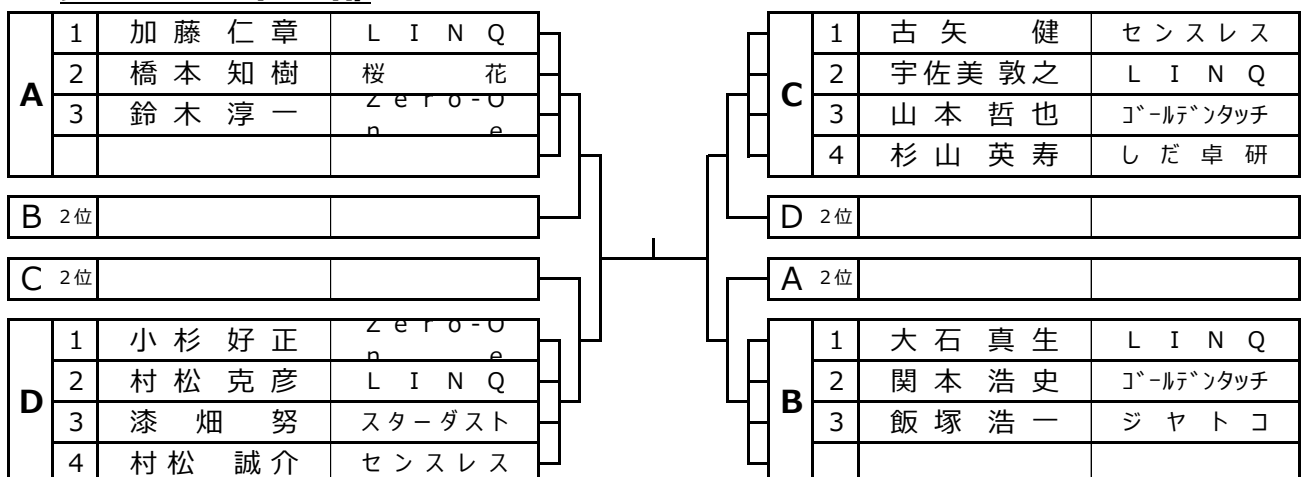 A
1 加藤仁章 LINQ
2 橋本知樹 桜花
3 鈴木淳一 Zero-One
B 2位
C 2位
D
1 小杉好正 Zero-One
2 村松克彦 LINQ
3 漆畑努 スターダスト
4 村松誠介 センスレス
C
1 古矢健 センスレス
2 宇佐美敦之 LINQ
3 山本哲也 ゴールデンタッチ
4 杉山英寿 しだ卓研
D 2位
A 2位
B
1 大石真生 LINQ
2 関本浩史 ゴールデンタッチ
3 飯塚浩一 ジヤトコ